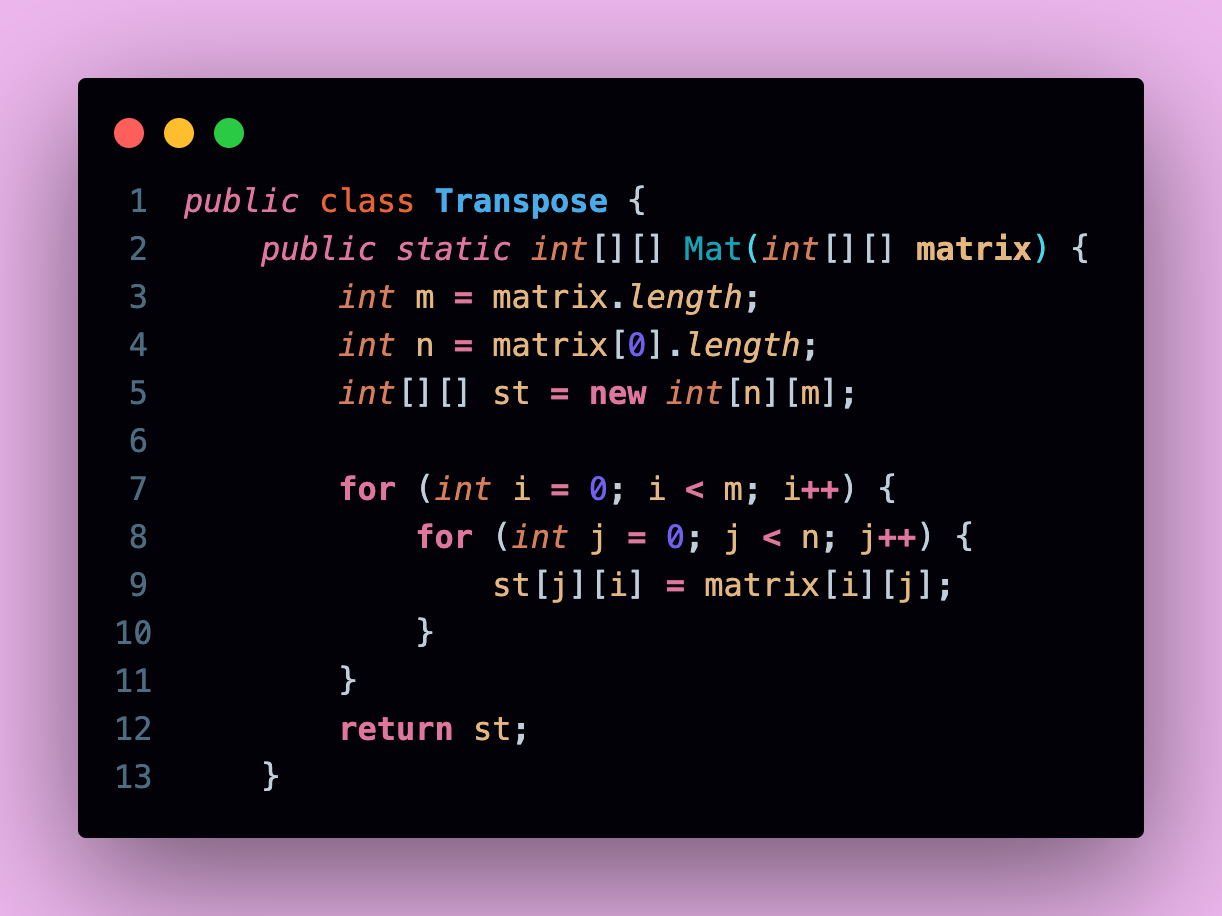 1 public class Transpose {
2     public static int[][] Mat(int[][] matrix) {
3         int m = matrix.length;
4         int n = matrix[0].length;
5         int[][] st = new int[n][m];
6
7         for (int i = 0; i < m; i++) {
8             for (int j = 0; j < n; j++) {
9                 st[j][i] = matrix[i][j];
10             }
11         }
12         return st;
13     }